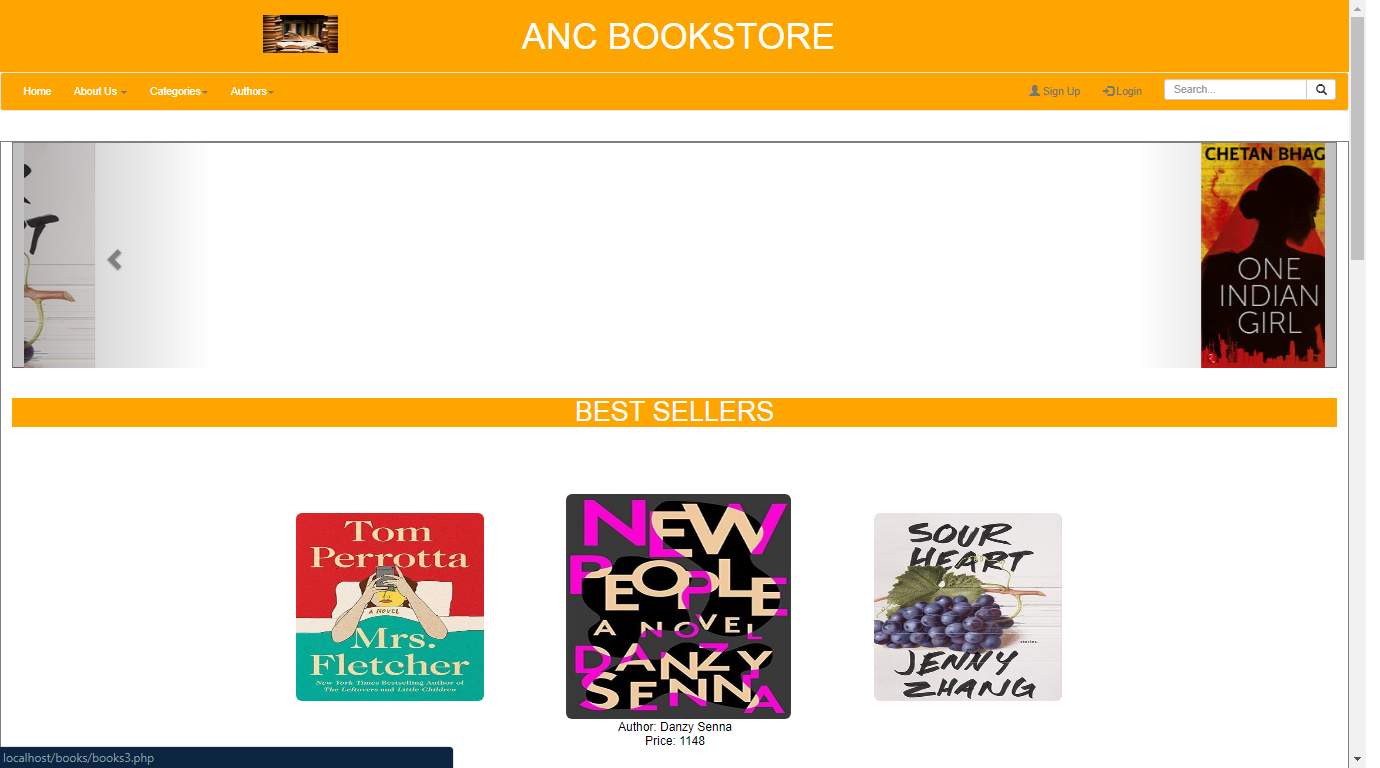 ANC BOOKSTORE
Home
About Us
Categories
Authors
Sign Up
Login
Search...
CHETAN BHAG
ONE
INDIAN
GIRL
BEST SELLERS
Tom
Perrotta
A NOVEL
Mrs.
Fletcher
New York Times Bestselling Author of
The Leftovers and Little Children
NEW
PEOPLE
A NOVEL
DANZY
SENNA
Author: Danzy Senna
Price: 1148
SOUR
HEART
stories
JENNY
ZHANG
localhost/books/books3.php